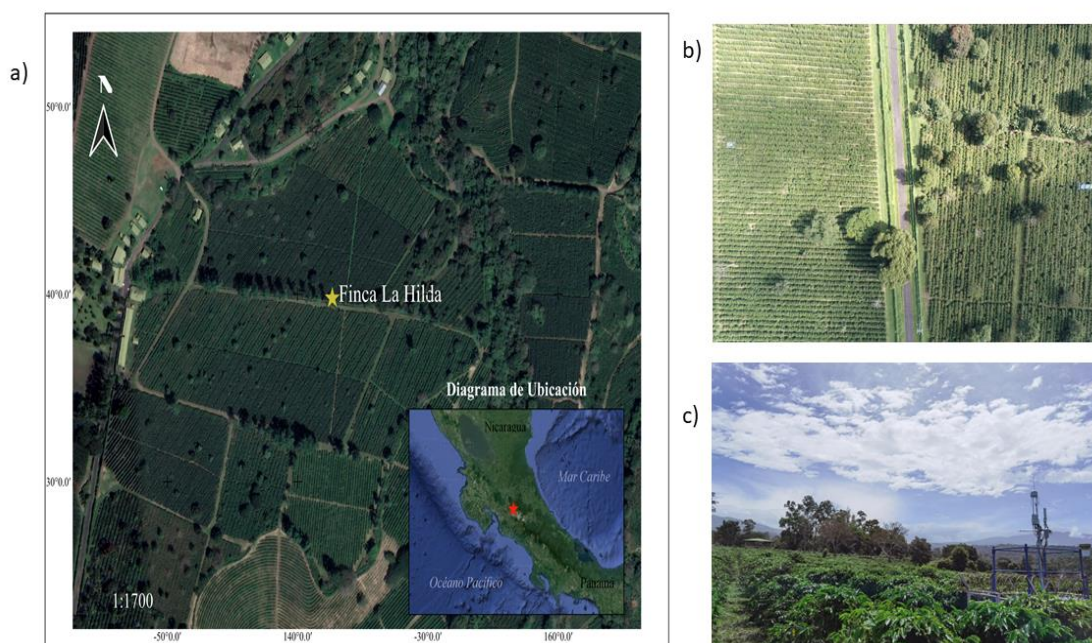 a)
50°0.0'
40°0.0'
30°0.0'
Finca La Hilda
Diagrama de Ubicación
Nicaragua
Mar Caribe
Océano Pacífico
Panamá
1:1700
-50°0.0'
140°0.0'
-30°0.0'
160°0.0'
b)
c)